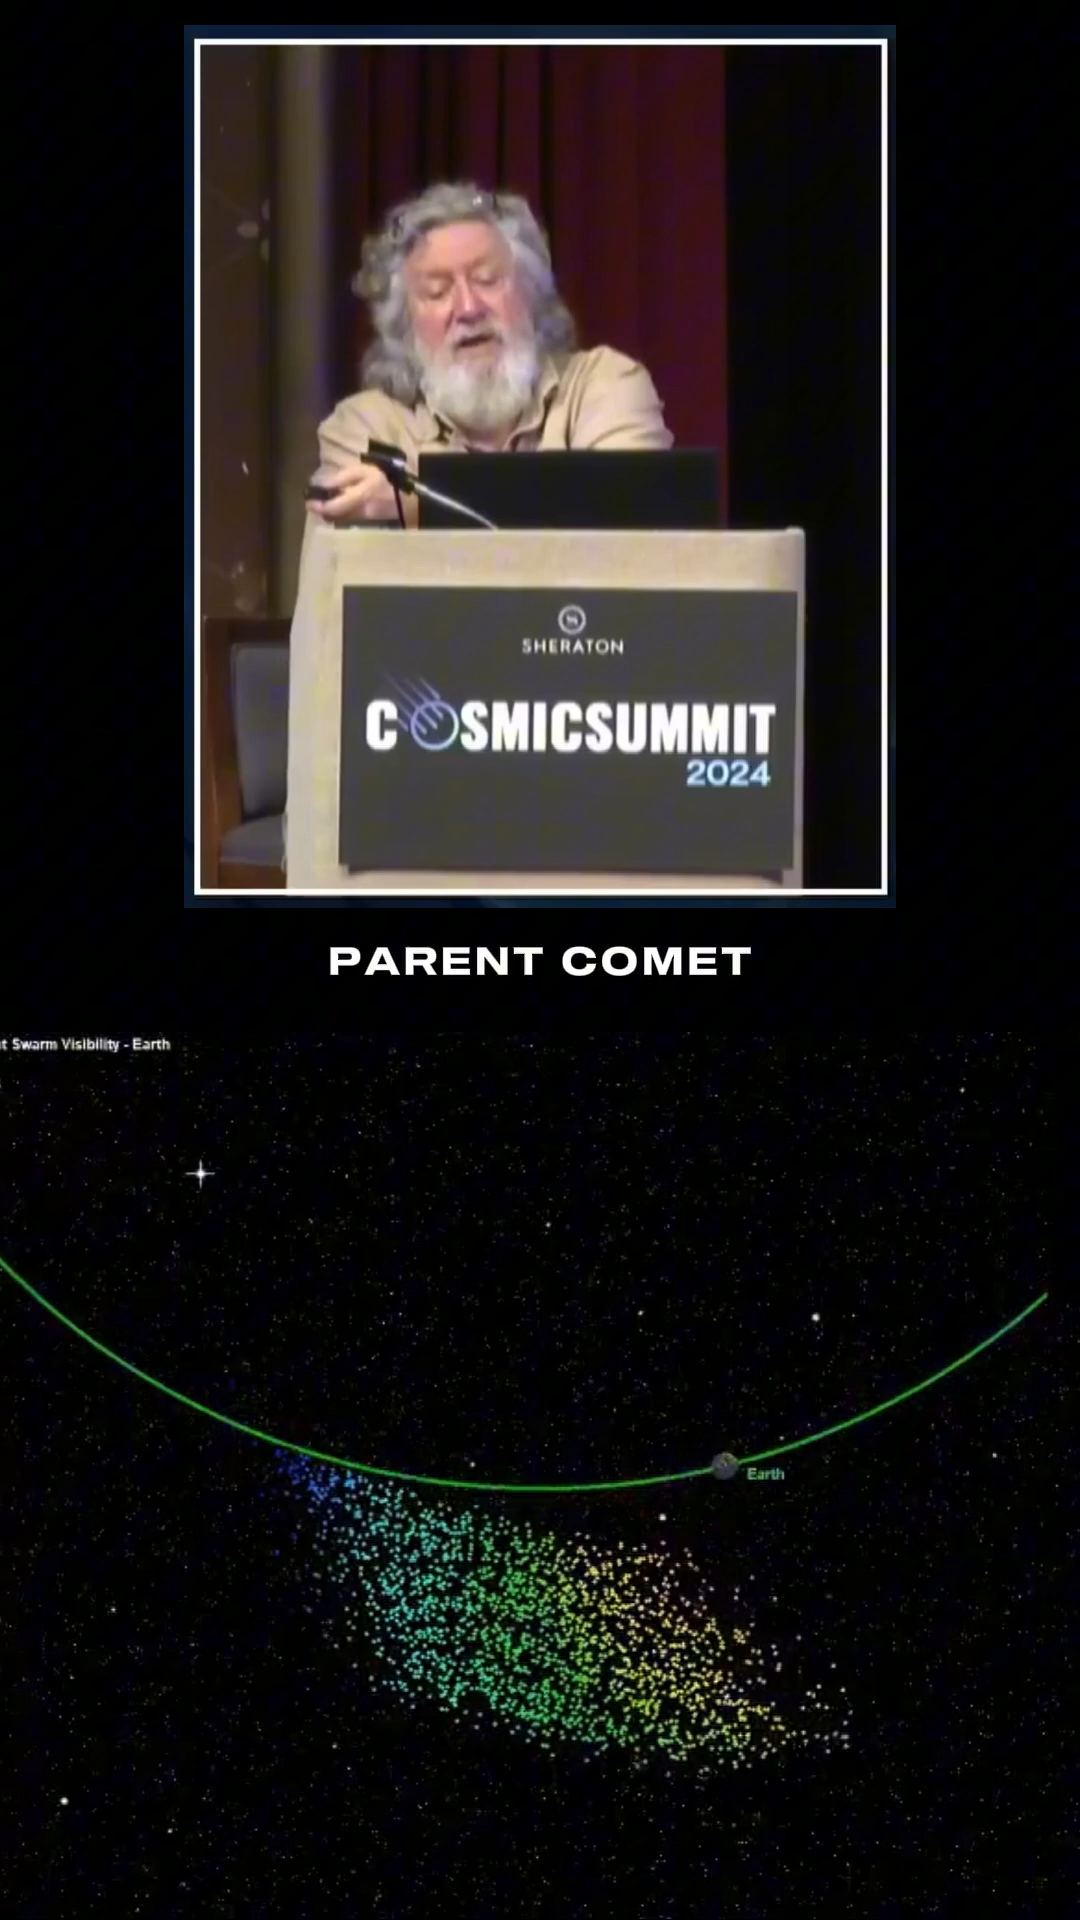 SHERATON
COSMICSUMMIT
2024
PARENT COMET
t Swarm Visibility - Earth
Earth